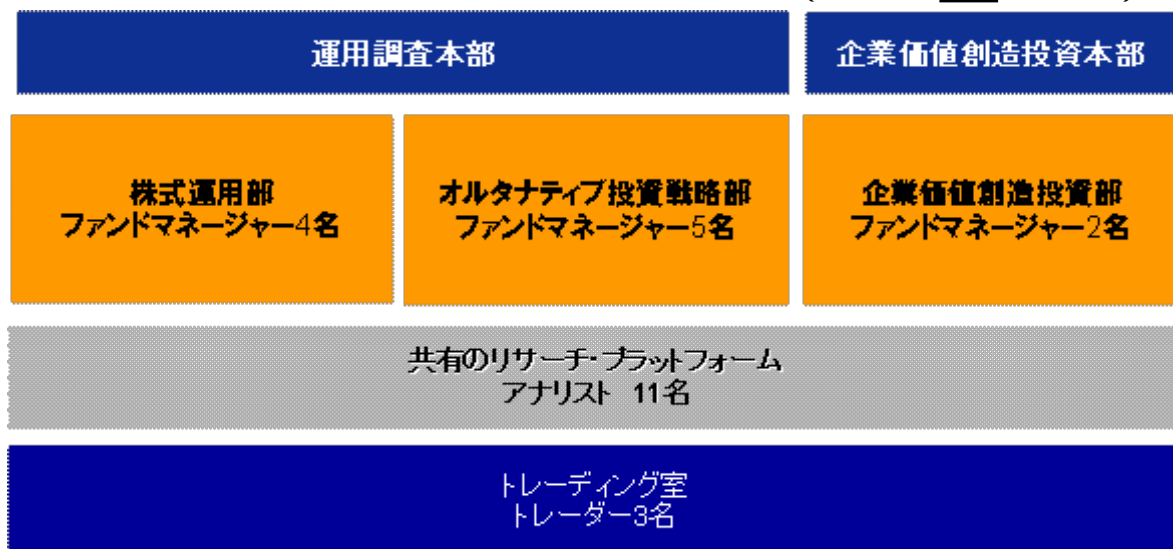 運用調査本部
企業価値創造投資本部
株式運用部
ファンドマネージャー4名
オルタナティブ投資戦略部
ファンドマネージャー5名
企業価値創造投資部
ファンドマネージャー2名
共有のリサーチ・プラットフォーム
アナリスト 11名
トレーディング室
トレーダー3名